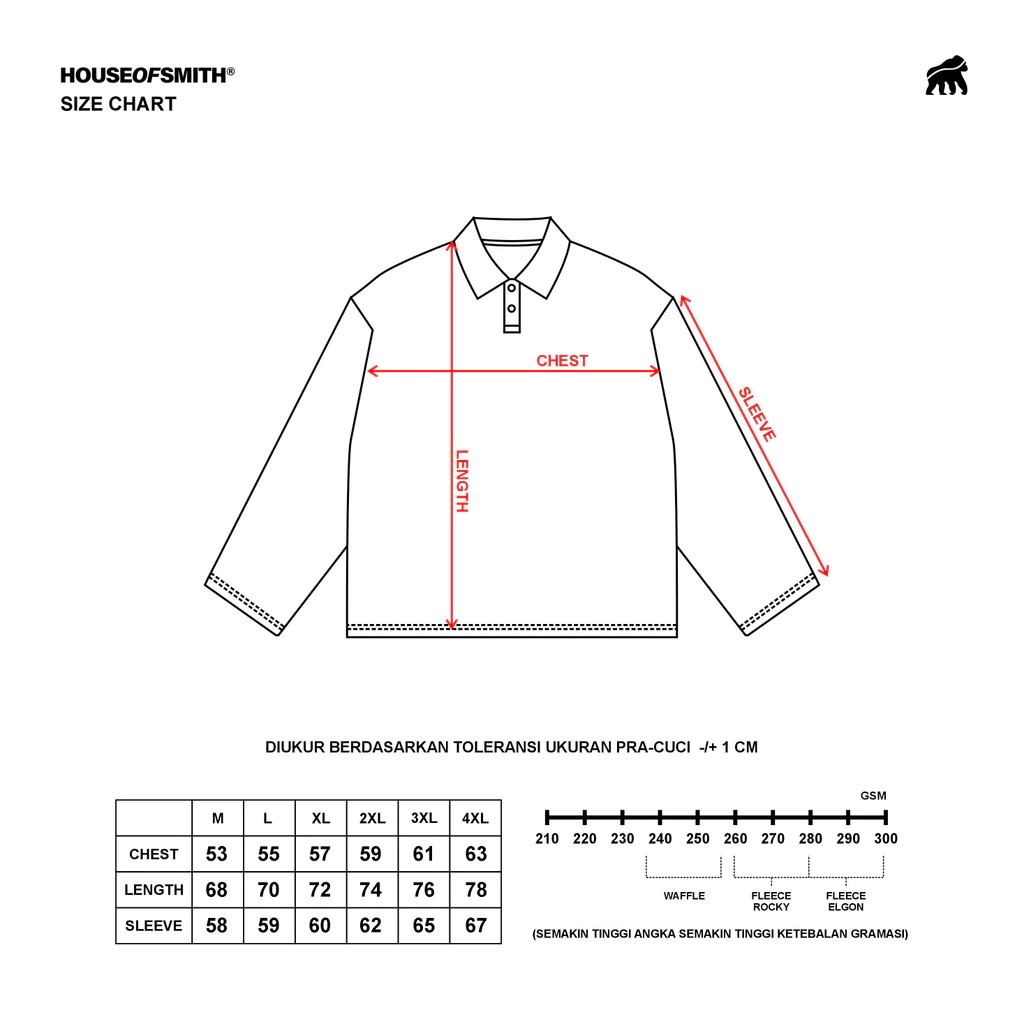 HOUSEOFSMITH®
SIZE CHART
CHEST
SLEEVE
LENGTH
DIUKUR BERDASARKAN TOLERANSI UKURAN PRA-CUCI -/+ 1 CM
M L XL 2XL 3XL 4XL
CHEST 53 55 57 59 61 63
LENGTH 68 70 72 74 76 78
SLEEVE 58 59 60 62 65 67
GSM
210 220 230 240 250 260 270 280 290 300
WAFFLE
FLEECE
ROCKY
FLEECE
ELGON
(SEMAKIN TINGGI ANGKA SEMAKIN TINGGI KETEBALAN GRAMASI)